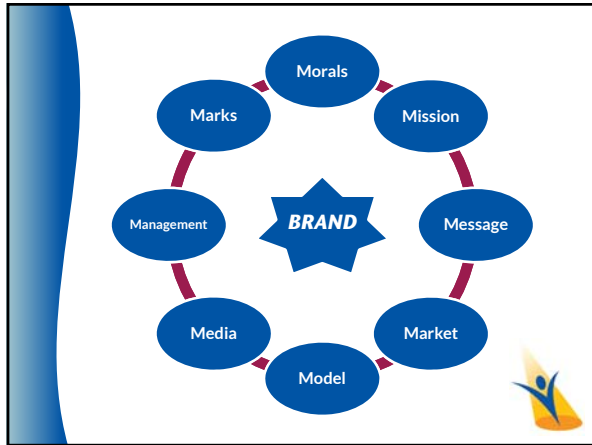 Morals
Marks
Mission
Management
BRAND
Message
Media
Market
Model